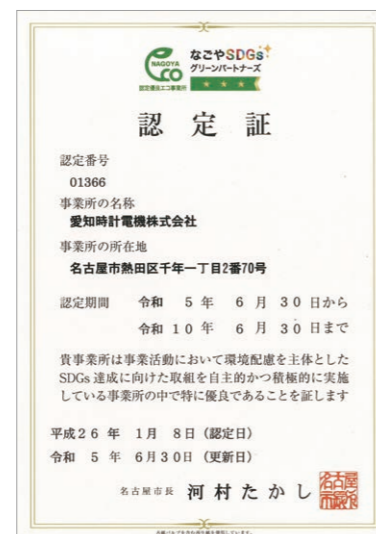 NAGOYA
eco
認定優良エコ事業所
なごやSDGs
グリーンパートナーズ
認定証
認定番号
01366
事業所の名称
愛知時計電機株式会社
事業所の所在地
名古屋市熱田区千年一丁目2番70号
認定期間 令和 5年 6月30日から
令和10年 6月30日まで
貴事業所は事業活動において環境配慮を主体とした
SDGs達成に向けた取組を自主的かつ積極的に実施
している事業所の中で特に優良であることを証します
平成26年 1月 8日(認定日)
令和 5年 6月30日(更新日)
名古屋市長 河村たかし